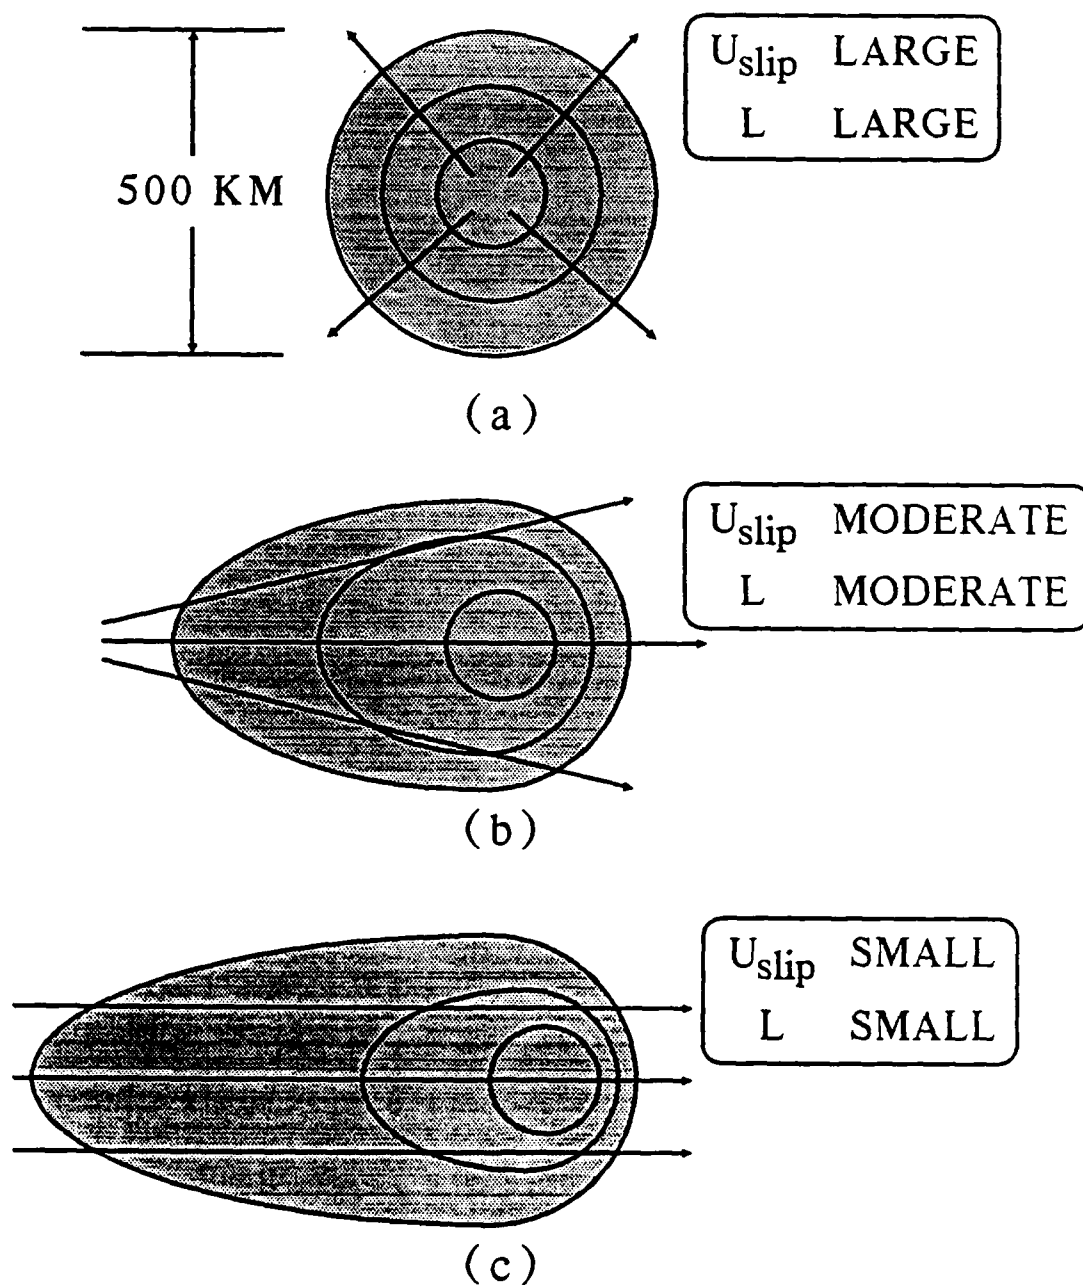 U_slip LARGE
L LARGE
500 KM
(a)
U_slip MODERATE
L MODERATE
(b)
U_slip SMALL
L SMALL
(c)